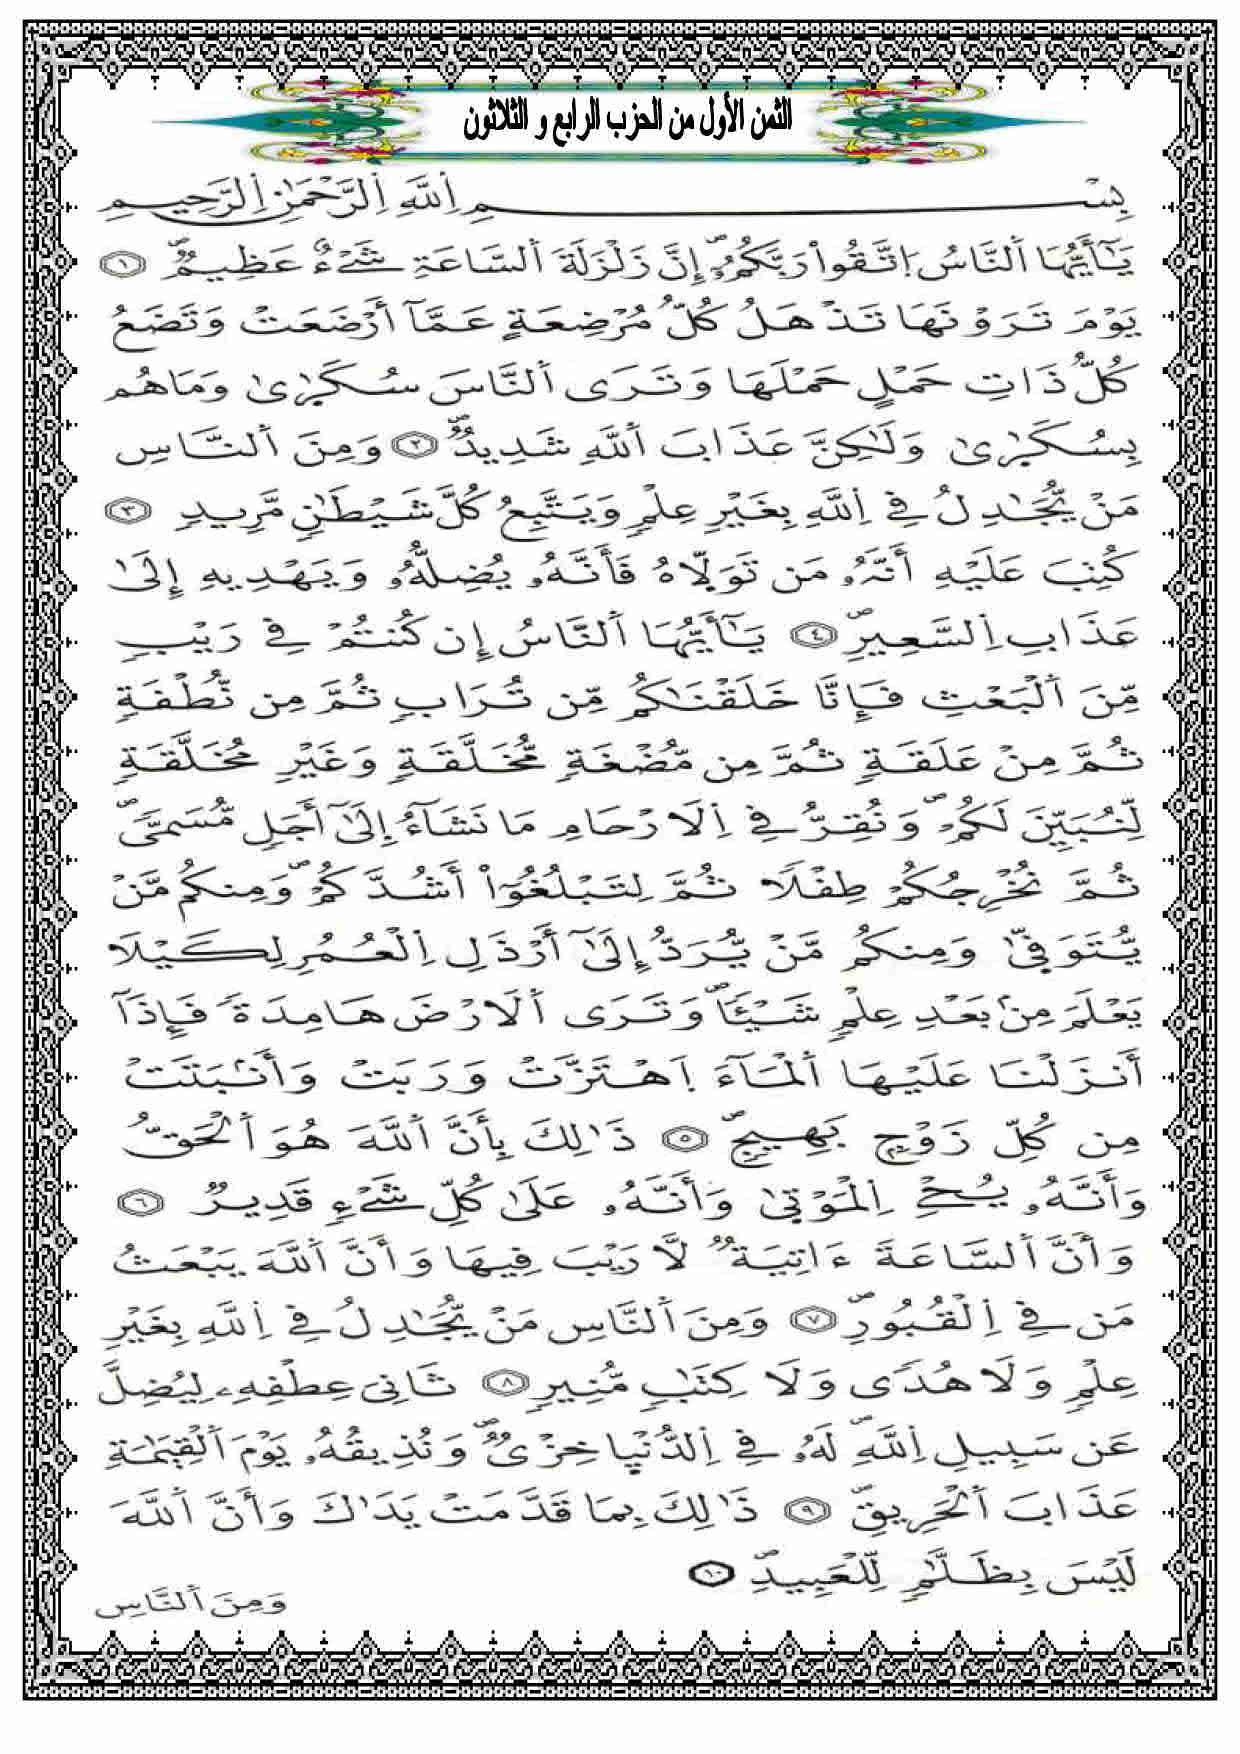 الثمن الأول من الحزب الرابع و الثلاثون
بِسْمِ اِللَّهِ اِلرَّحْمَٰنِ اِلرَّحِيمِ
يَٰٓأَيُّهَا اَلنَّاسُ اُتَّقُواْ رَبَّكُمُۥٓ إِنَّ زَلْزَلَةَ اَلسَّاعَةِ شَےْءٌ عَظِيمٌ ١
يَوْمَ تَرَوْنَهَا تَذْهَلُ كُلُّ مُرْضِعَةٍ عَمَّآ أَرْضَعَتْ وَتَضَعُ
كُلُّ ذَاتِ حَمْلٍ حَمْلَهَا وَتَرَى اَلنَّاسَ سُكَٰرَىٰ وَمَا هُم
بِسُكَٰرَىٰ وَلَٰكِنَّ عَذَابَ اَللَّهِ شَدِيدٌ ٢ وَمِنَ اَلنَّاسِ
مَنْ يُّجَٰدِلُ فِي اِللَّهِ بِغَيْرِ عِلْمٍ وَيَتَّبِعُ كُلَّ شَيْطَٰنٍ مَّرِيدٍ ٣
كُتِبَ عَلَيْهِ أَنَّهُۥ مَن تَوَلَّاهُ فَأَنَّهُۥ يُضِلُّهُۥ وَيَهْدِيهِ إِلَىٰ
عَذَابِ اِلسَّعِيرِ ٤ يَٰٓأَيُّهَا اَلنَّاسُ إِن كُنتُمْ فِي رَيْبٍ
مِّنَ اَلْبَعْثِ فَإِنَّا خَلَقْنَٰكُم مِّن تُرَابٍ ثُمَّ مِن نُّطْفَةٍ
ثُمَّ مِنْ عَلَقَةٍ ثُمَّ مِن مُّضْغَةٍ مُّخَلَّقَةٍ وَغَيْرِ مُخَلَّقَةٍ
لِّنُبَيِّنَ لَكُمْ وَنُقِرُّ فِي اِلَارْحَامِ مَا نَشَآءُ اِلَىٰٓ أَجَلٍ مُّسَمّىٗ
ثُمَّ نُخْرِجُكُمْ طِفْلًا ثُمَّ لِتَبْلُغُوٓاْ أَشُدَّكُمْ وَمِنكُم مَّنْ
يُّتَوَفّىٰ وَمِنكُم مَّنْ يُّرَدُّ إِلَىٰٓ أَرْذَلِ اِلْعُمُرِ لِكَيْلَا
يَعْلَمَ مِنۢ بَعْدِ عِلْمٍ شَيْـٔاً وَتَرَى اَلَارْضَ هَامِدَةً فَإِذَآ
أَنزَلْنَا عَلَيْهَا اَلْمَآءَ اَهْتَزَّتْ وَرَبَتْ وَأَنۢبَتَتْ
مِن كُلِّ زَوْجٍ بَهِيجٍ ٥ ذَٰلِكَ بِأَنَّ اَللَّهَ هُوَ اَلْحَقُّ
وَأَنَّهُۥ يُحْيِ اِلْمَوْتٜىٰ وَأَنَّهُۥ عَلَىٰ كُلِّ شَےْءٍ قَدِيرٌ ٦
وَأَنَّ اَلسَّاعَةَ ءَاتِيَةٌ لَّا رَيْبَ فِيهَا وَأَنَّ اَللَّهَ يَبْعَثُ
مَن فِي اِلْقُبُورِ ٧ وَمِنَ اَلنَّاسِ مَنْ يُّجَٰدِلُ فِي اِللَّهِ بِغَيْرِ
عِلْمٍ وَلَا هُدًى وَلَا كِتَٰبٍ مُّنِيرٍ ٨ ثَانِيَ عِطْفِهِۦ لِيُضِلَّ
عَن سَبِيلِ اِللَّهِ لَهُۥ فِي اِلدُّنْيٜا خِزْيٌ وَنُذِيقُهُۥ يَوْمَ اَلْقِيَٰمَةِ
عَذَابَ اَلْحَرِيقِ ٩ ذَٰلِكَ بِمَا قَدَّمَتْ يَدَٰكَ وَأَنَّ اَللَّهَ
لَيْسَ بِظَلَّٰمٍ لِّلْعَبِيدِ ١٠
وَمِنَ اَلنَّاسِ